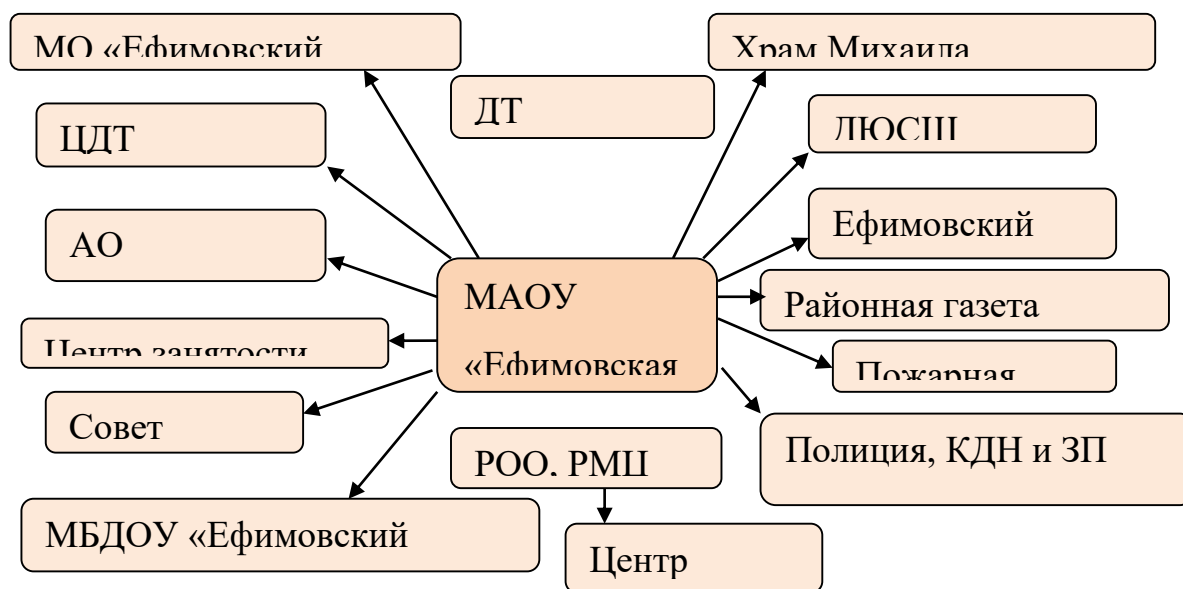 МО «Ефимовский
Храм Михаила
ДТ
ЦДТ
ДЮСШ
АО
Ефимовский
МАОУ
«Ефимовская
Районная газета
Центр занятости
Пожарная
Совет
Полиция, КДН и ЗП
РОО, РМЦ
МБДОУ «Ефимовский
Центр